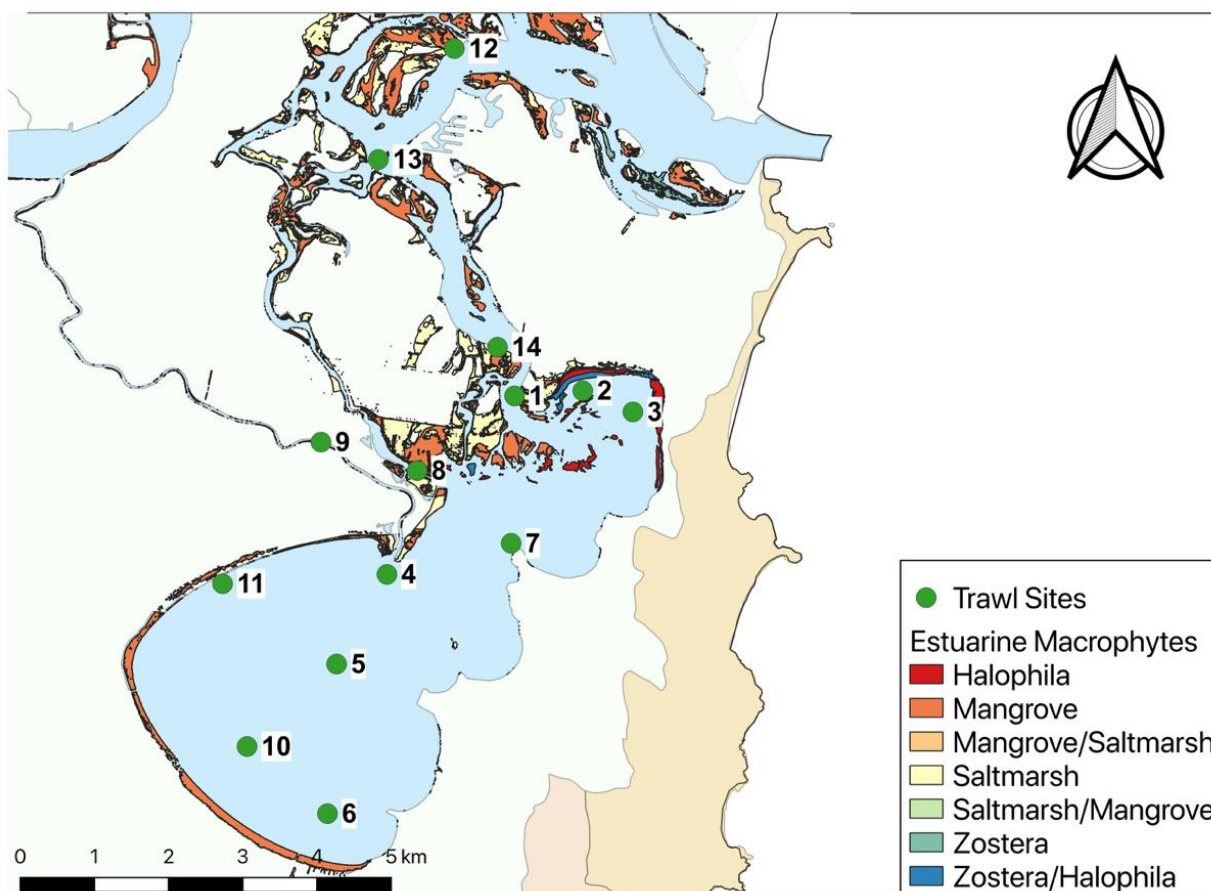 12
13
14
1
2
3
9
8
7
4
11
5
10
6
0 1 2 3 4 5 km
Trawl Sites
Estuarine Macrophytes
Halophila
Mangrove
Mangrove/Saltmarsh
Saltmarsh
Saltmarsh/Mangrove
Zostera
Zostera/Halophila